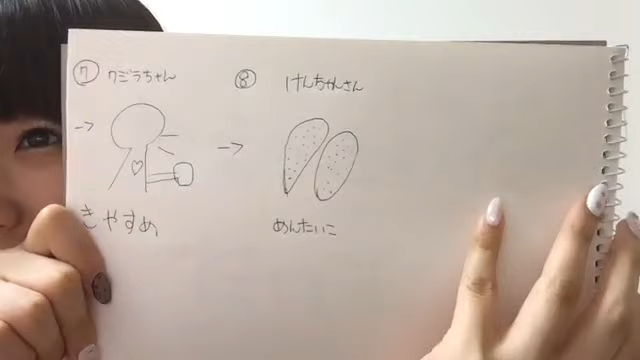 ⑦ クジラちゃん
→
きやすめ
⑧ けんちゃんさん
→
めんたいこ